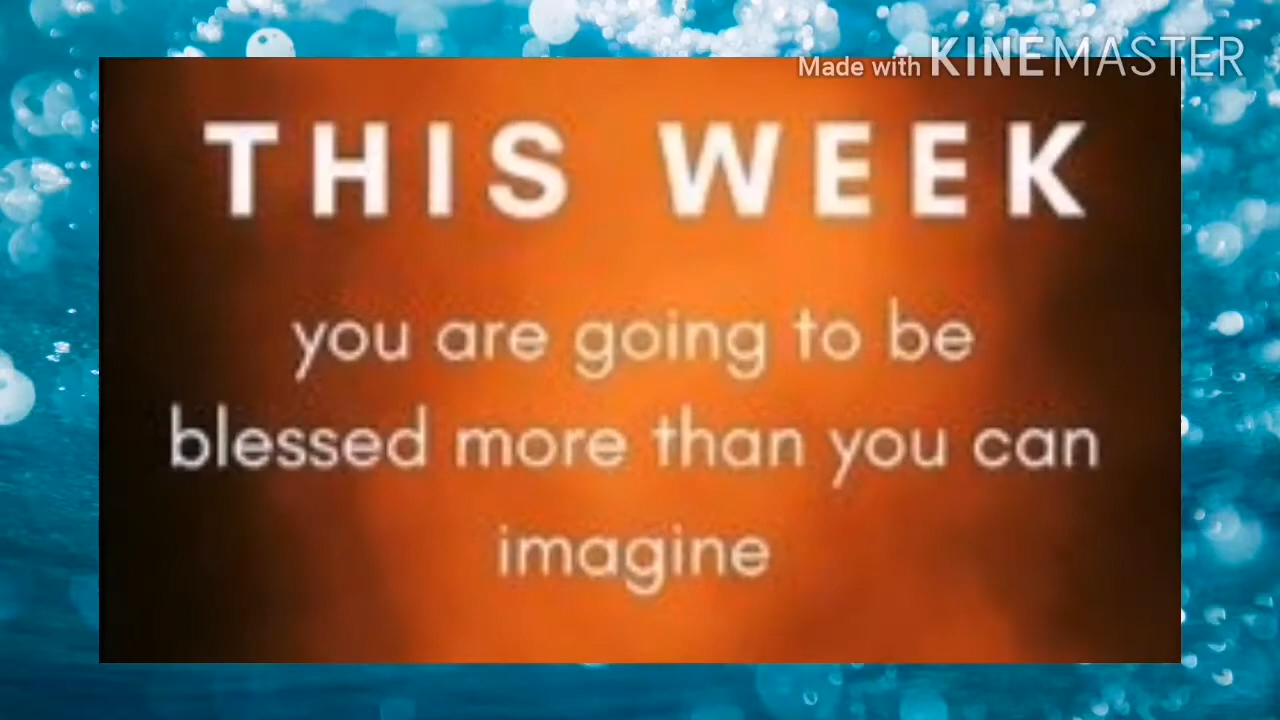 Made with KINEMASTER
THIS WEEK
you are going to be
blessed more than you can
imagine